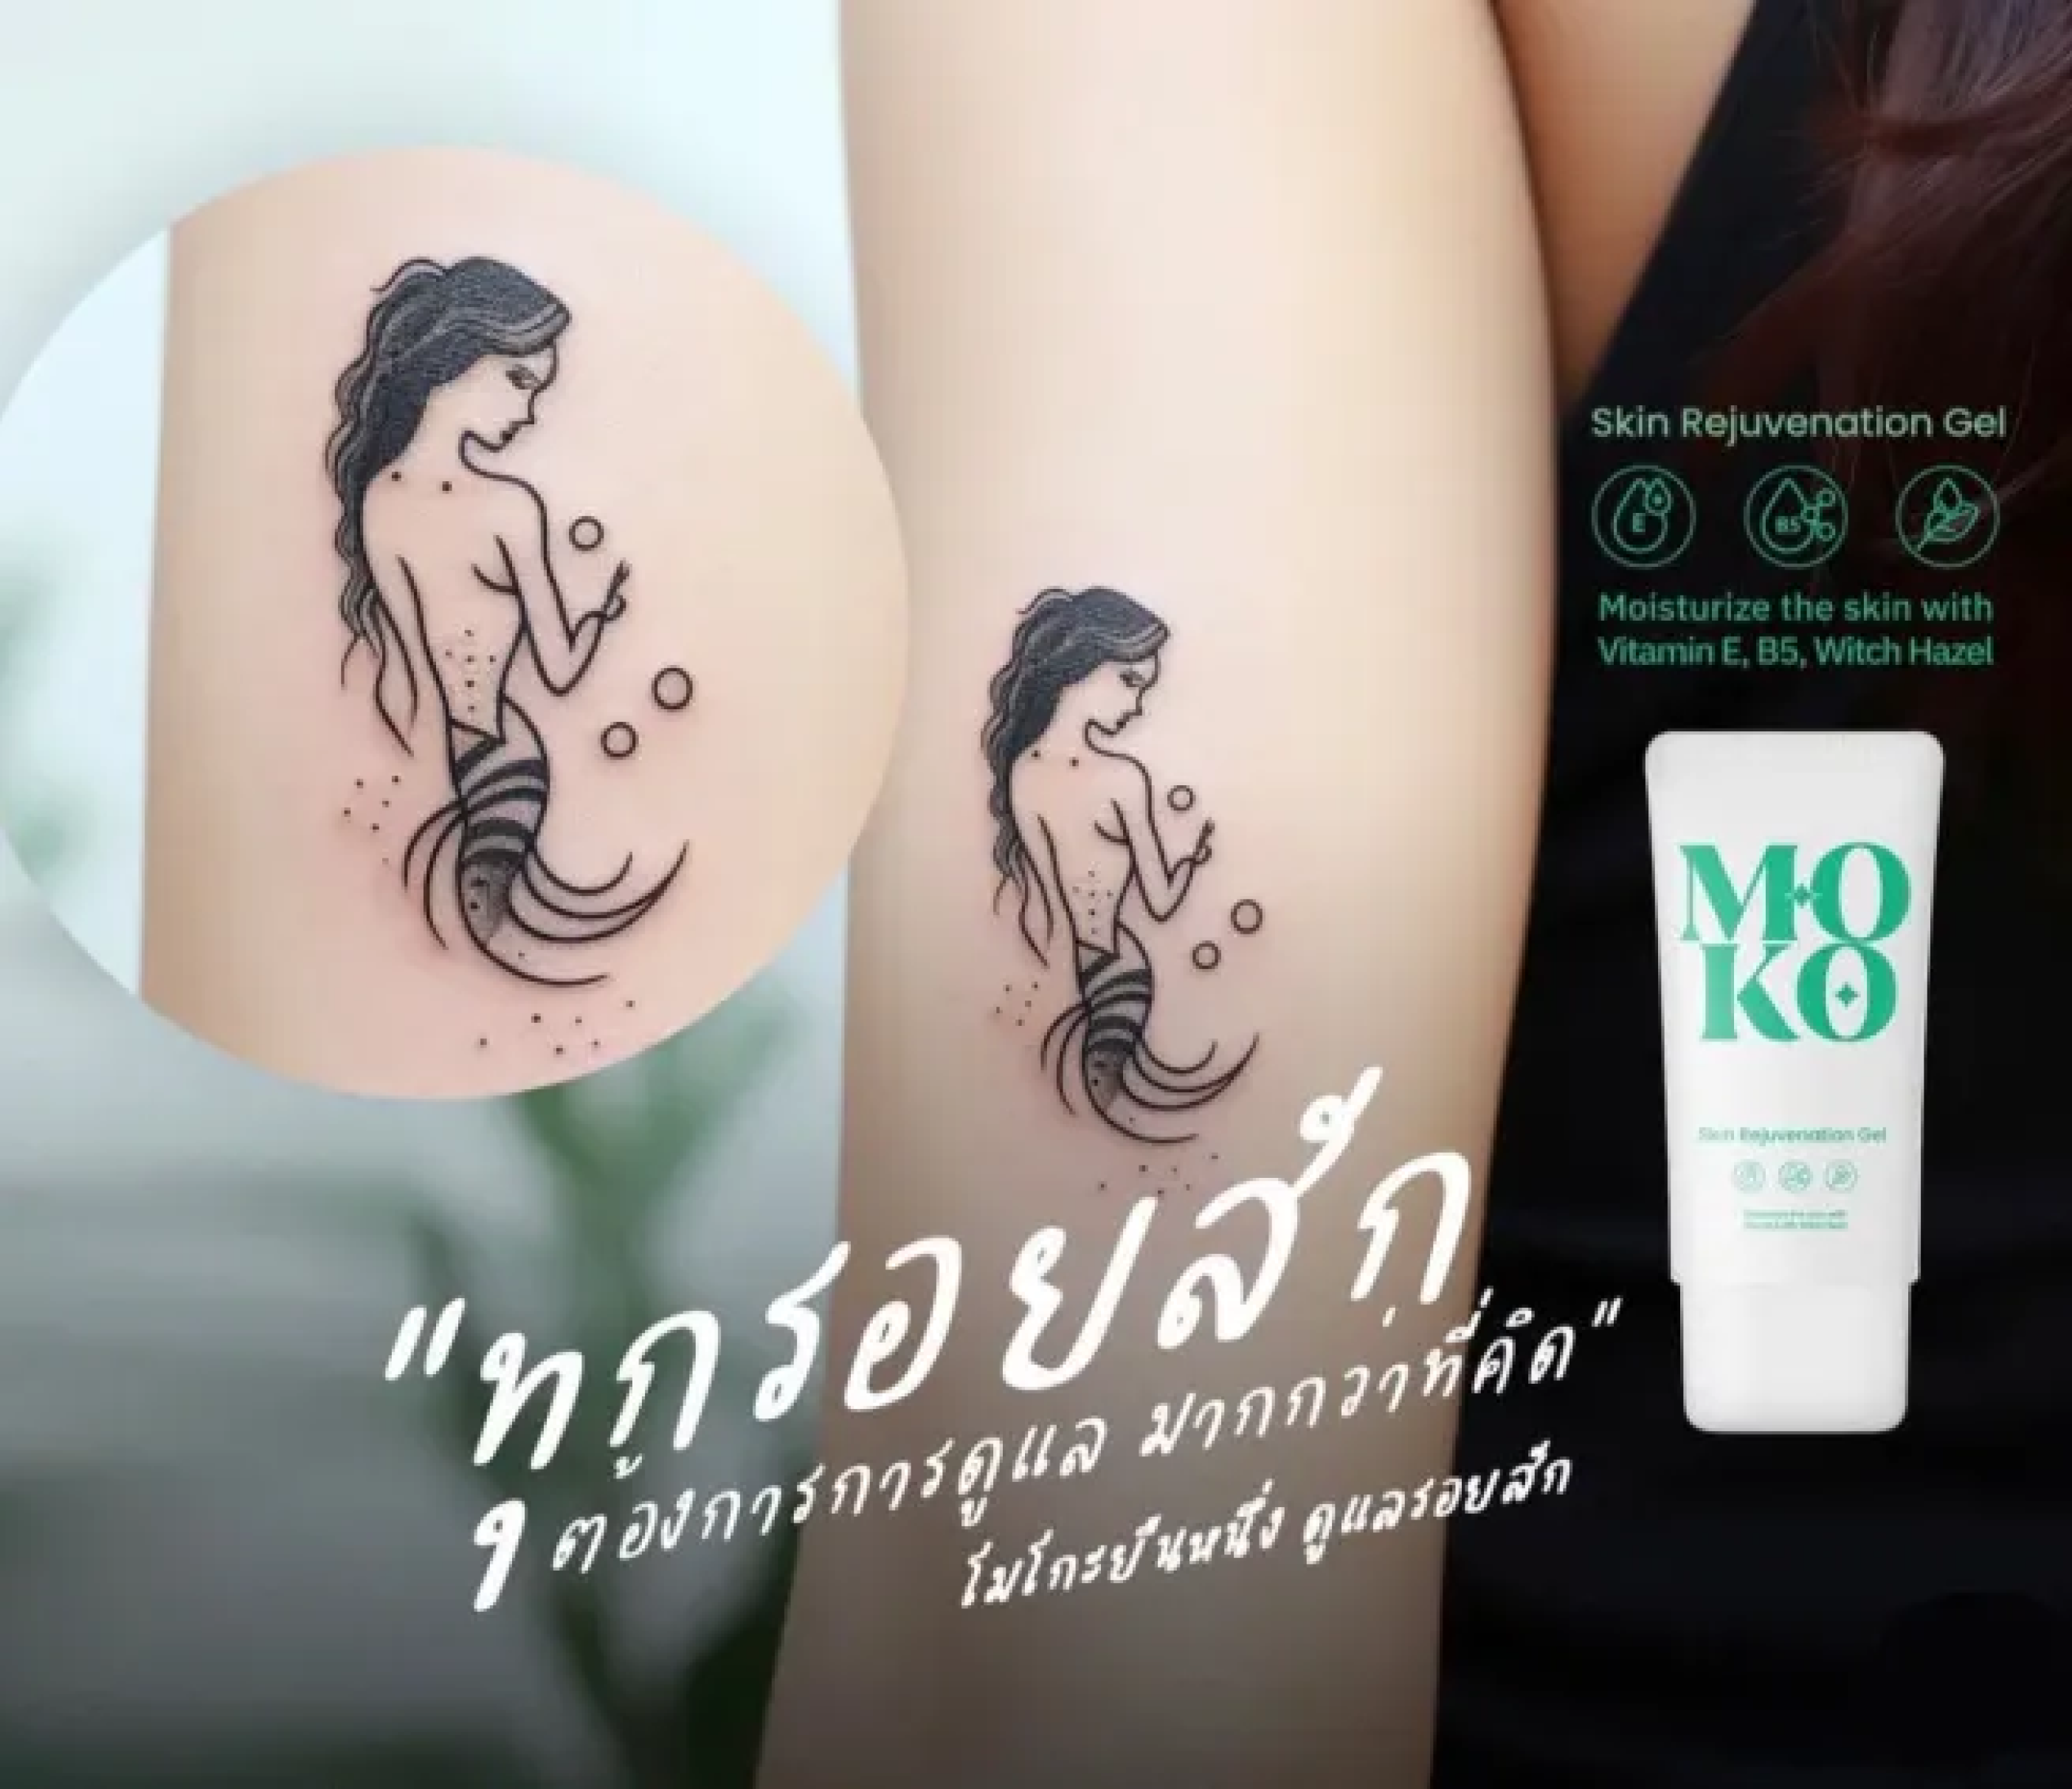 Skin Rejuvenation Gel
E
B5
Moisturize the skin with
Vitamin E, B5, Witch Hazel
MO
KO
Skin Rejuvenation Gel
"ทุกรอยสัก
ต้องการการดูแล มากกว่าที่คิด"
โมโกะยืนหนึ่ง ดูแลรอยสัก